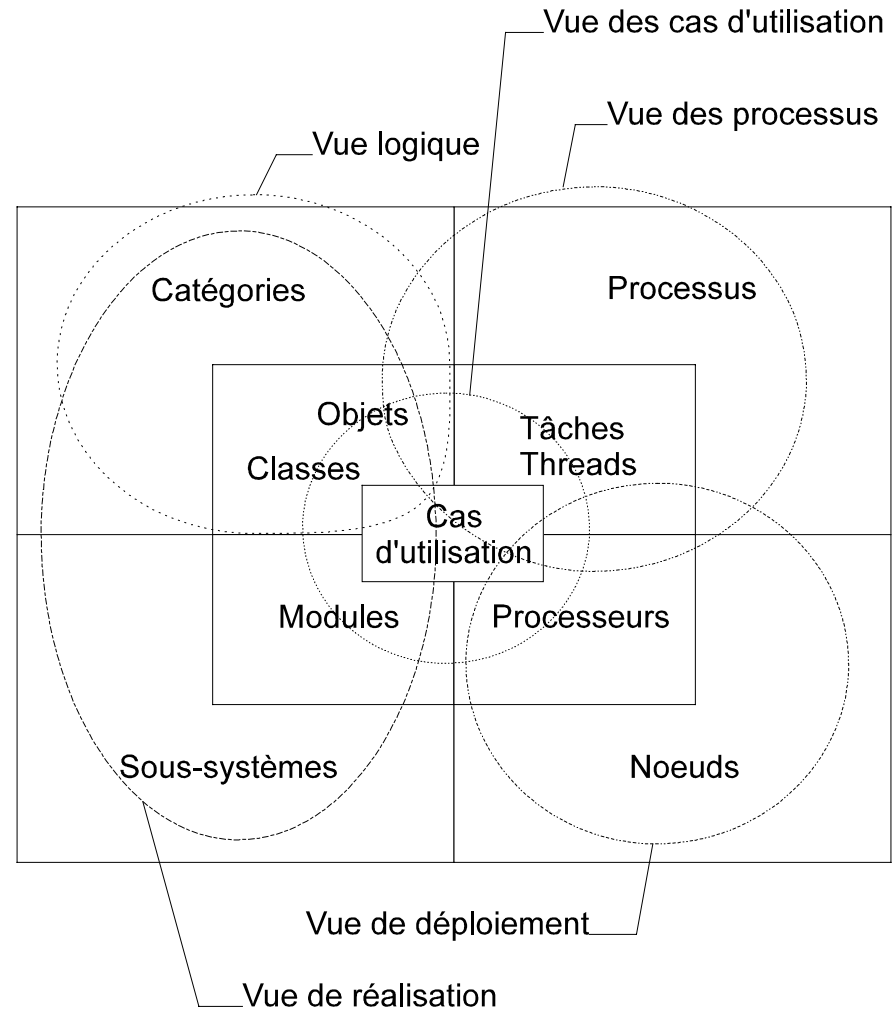 Vue des cas d'utilisation
Vue des processus
Vue logique
Catégories
Processus
Objets
Tâches
Threads
Classes
Cas
d'utilisation
Modules
Processeurs
Sous-systèmes
Noeuds
Vue de déploiement
Vue de réalisation